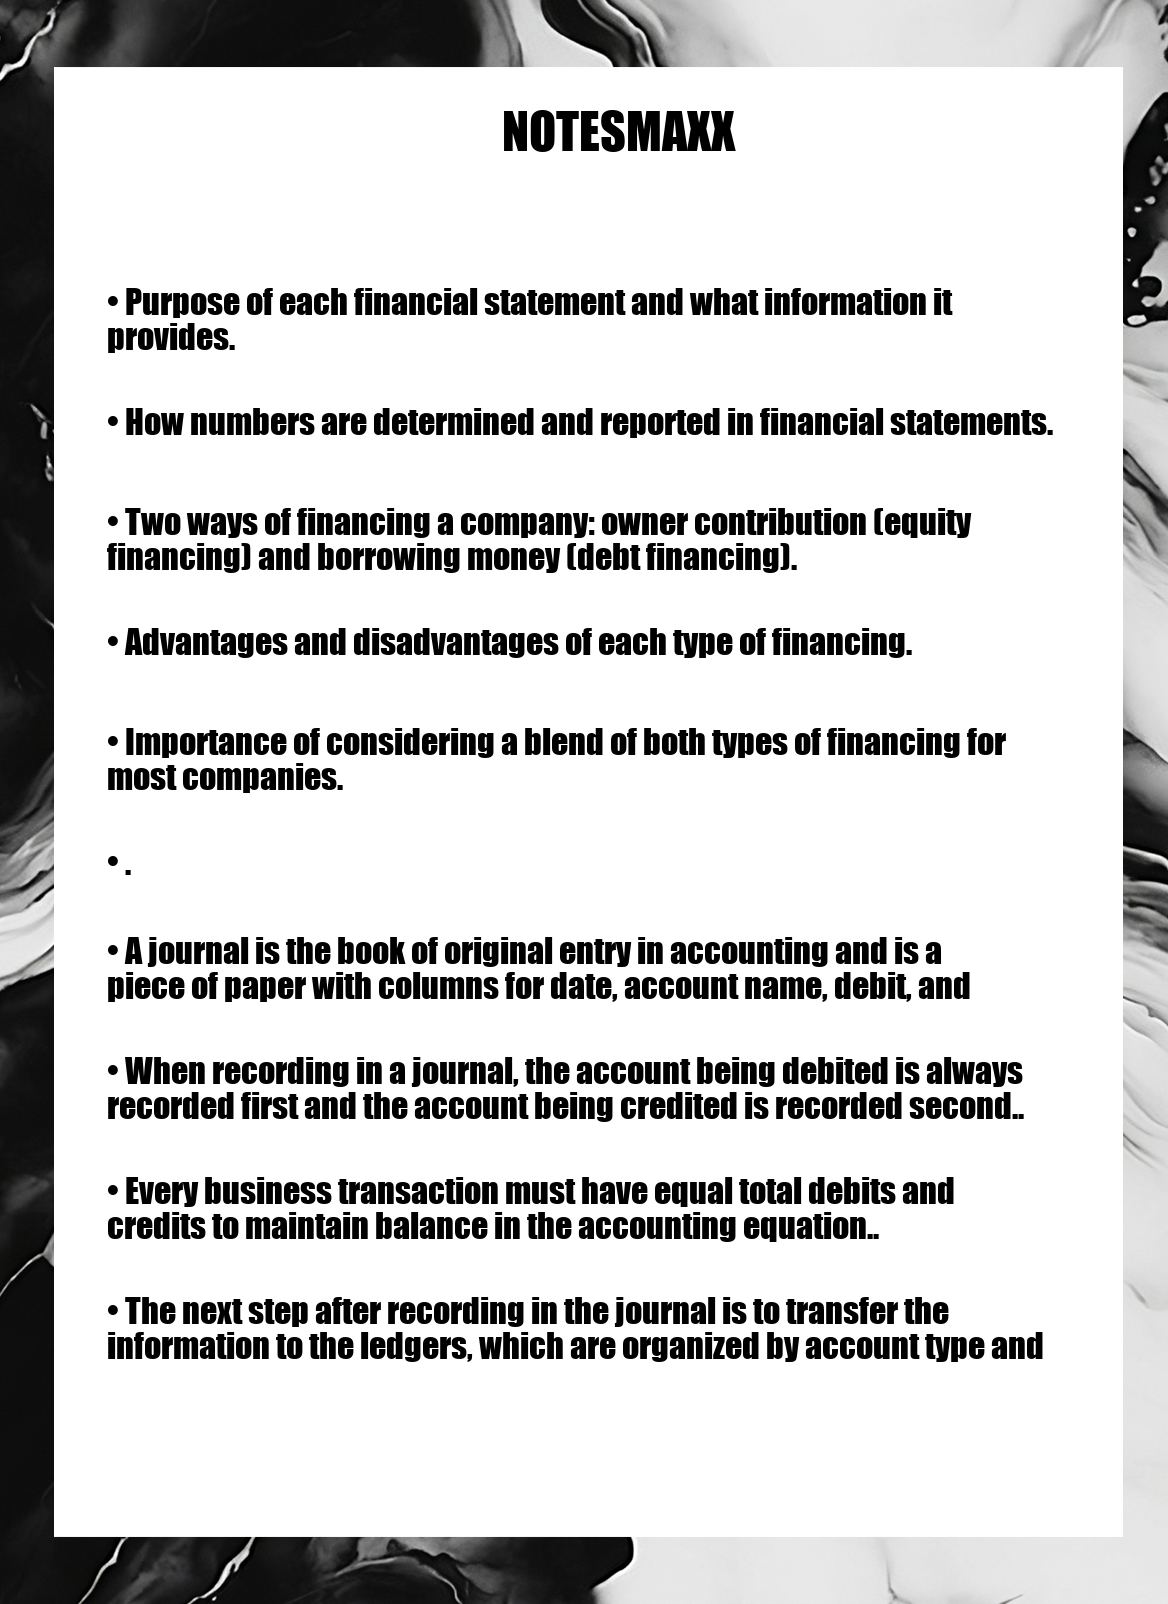 NOTESMAXX
• Purpose of each financial statement and what information it
provides.
• How numbers are determined and reported in financial statements.
• Two ways of financing a company: owner contribution (equity
financing) and borrowing money (debt financing).
• Advantages and disadvantages of each type of financing.
• Importance of considering a blend of both types of financing for
most companies.
• .
• A journal is the book of original entry in accounting and is a
piece of paper with columns for date, account name, debit, and
• When recording in a journal, the account being debited is always
recorded first and the account being credited is recorded second..
• Every business transaction must have equal total debits and
credits to maintain balance in the accounting equation..
• The next step after recording in the journal is to transfer the
information to the ledgers, which are organized by account type and